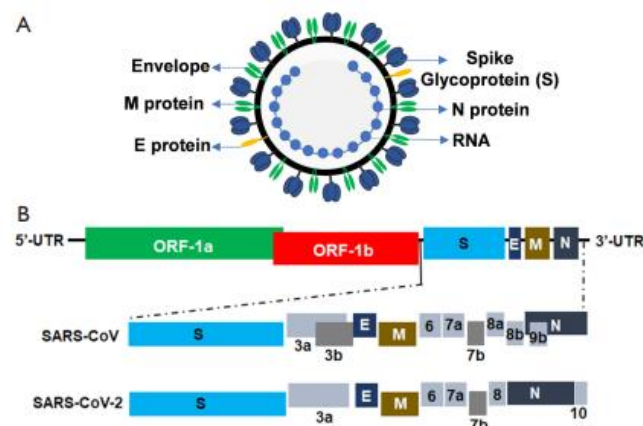 A
Envelope
M protein
E protein
Spike
Glycoprotein (S)
N protein
RNA
B
5'-UTR ORF-1a ORF-1b S E M N 3'-UTR
SARS-CoV S 3a 3b E M 6 7a 7b 8a 8b 9b N
SARS-CoV-2 S 3a E M 6 7a 7b 8 N 10